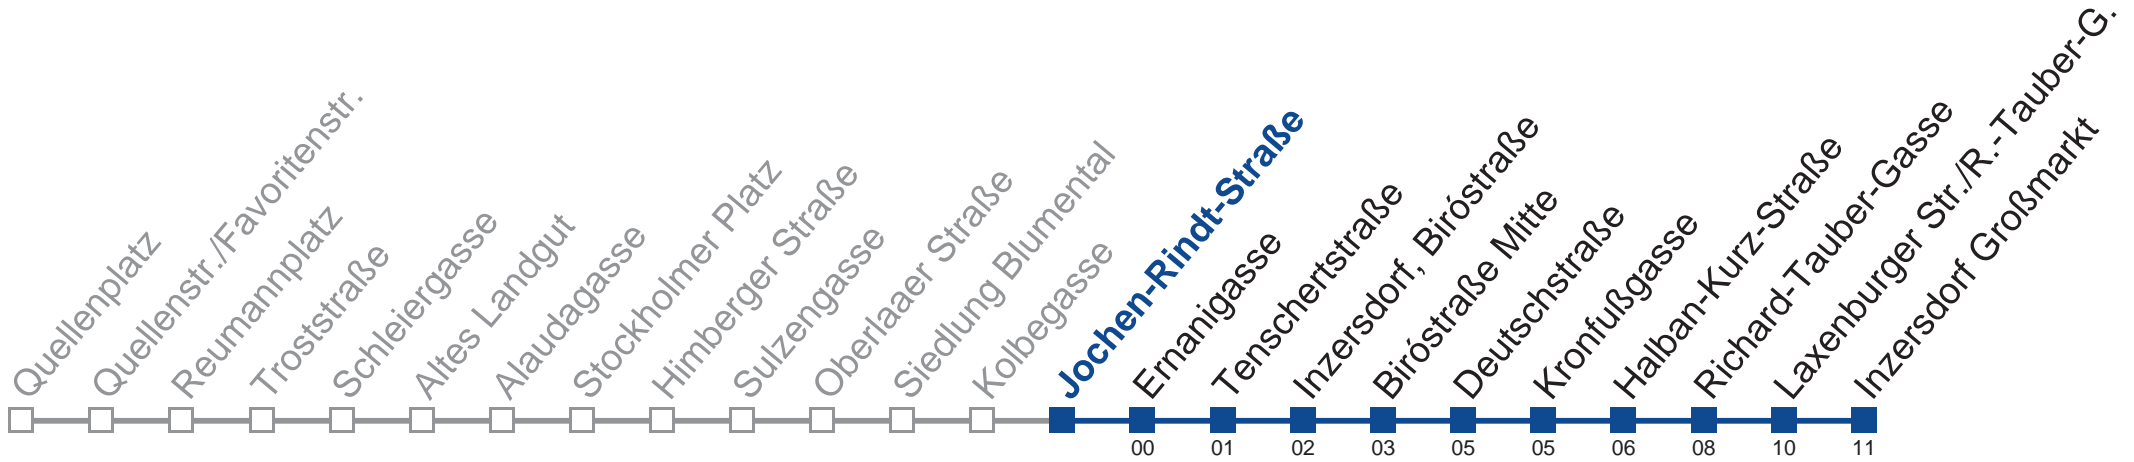 Quellenplatz
Quellenstr./Favoritenstr.
Reumannplatz
Troststraße
Schleiergasse
Altes Landgut
Alaudagasse
Stockholmer Platz
Himberger Straße
Sulzengasse
Oberlaaer Straße
Siedlung Blumental
Kolbegasse
Jochen-Rindt-Straße
Ernanigasse
Tenschertstraße
Inzersdorf, Biróstraße
Biróstraße Mitte
Deutschstraße
Kronfußgasse
Halban-Kurz-Straße
Richard-Tauber-Gasse
Laxenburger Str./R.-Tauber-G.
Inzersdorf Großmarkt
00 01 02 03 05 05 06 08 10 11